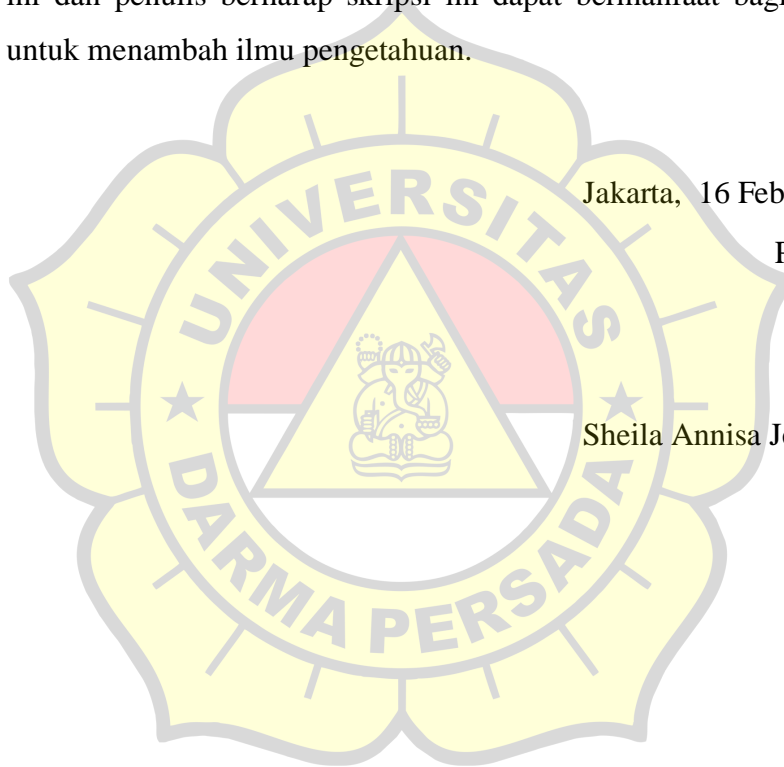 ini dan penulis berharap skripsi ini dapat bermanfaat bagi
untuk menambah ilmu pengetahuan.
Jakarta, 16 Feb
Sheila Annisa
UNIVERSITAS
DARMA PERSADA